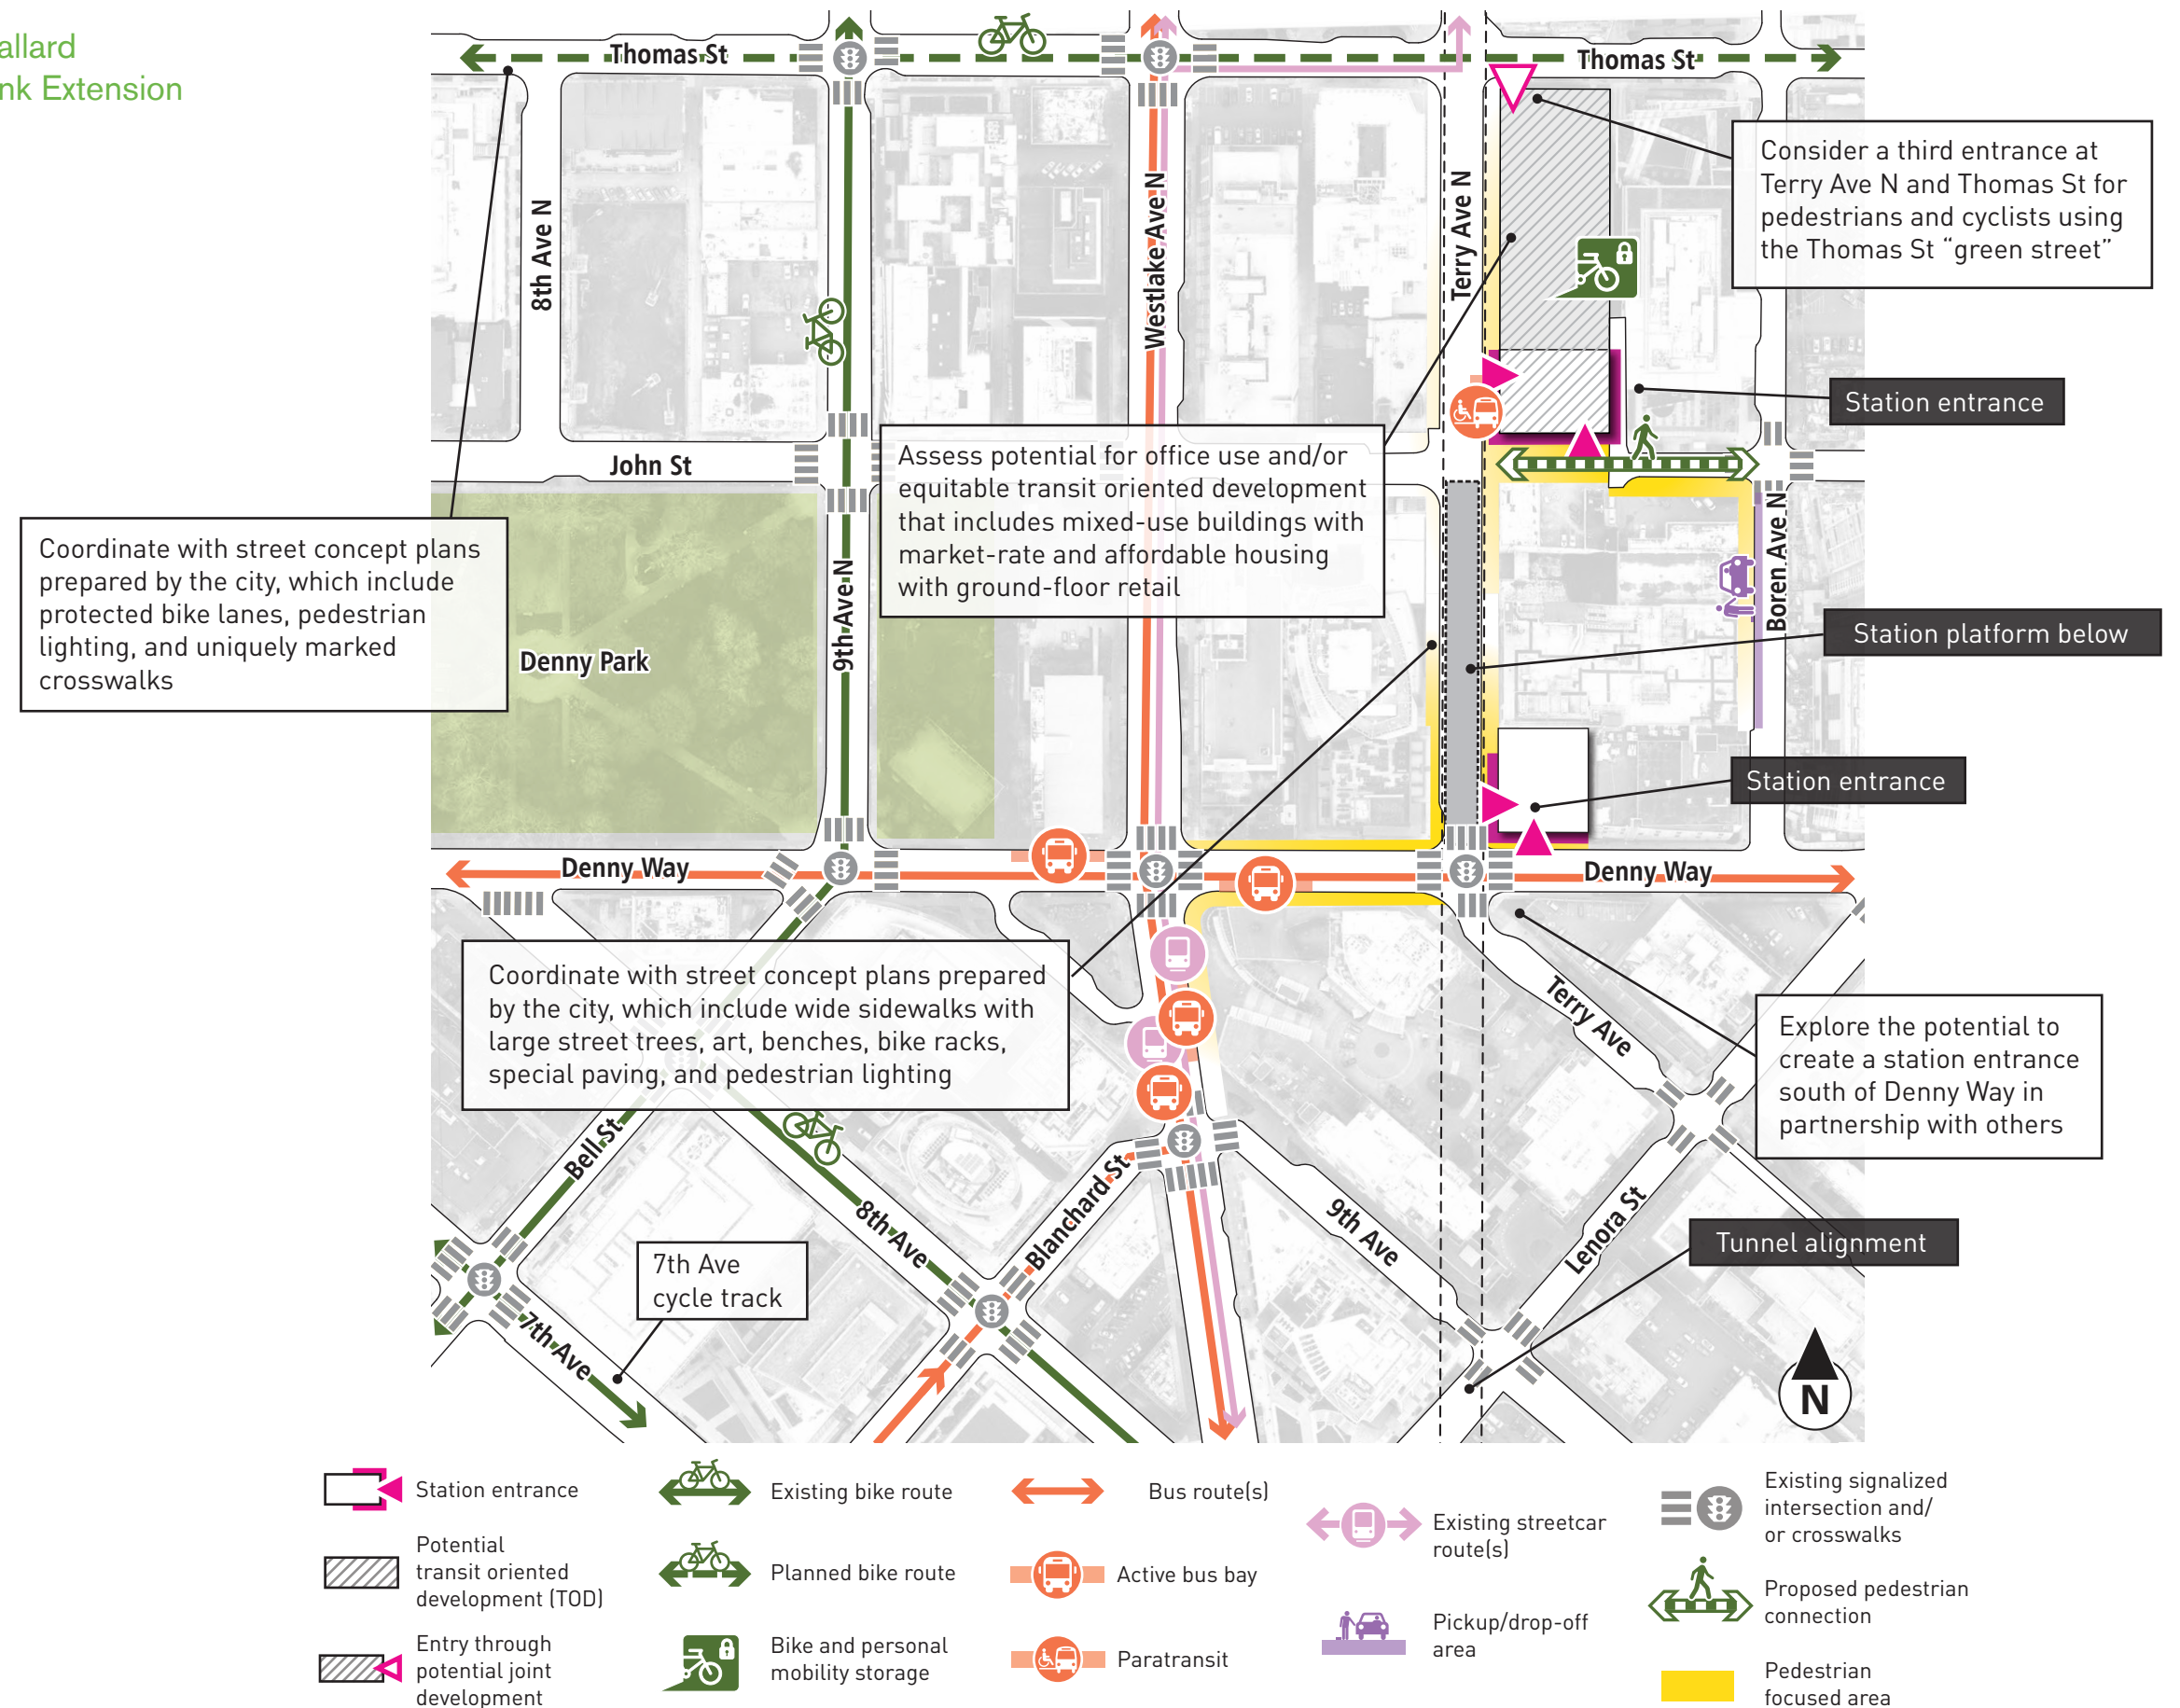 allard
nk Extension
Thomas St
Thomas St
Consider a third entrance at
Terry Ave N and Thomas St for
pedestrians and cyclists using
the Thomas St “green street”
8th Ave N
Westlake Ave N
Terry Ave N
Station entrance
John St
Assess potential for office use and/or
equitable transit oriented development
that includes mixed-use buildings with
market-rate and affordable housing
with ground-floor retail
Coordinate with street concept plans
prepared by the city, which include
protected bike lanes, pedestrian
lighting, and uniquely marked
crosswalks
Denny Park
9th Ave N
Boren Ave N
Station platform below
Station entrance
Denny Way
Denny Way
Coordinate with street concept plans prepared
by the city, which include wide sidewalks with
large street trees, art, benches, bike racks,
special paving, and pedestrian lighting
Terry Ave
Explore the potential to
create a station entrance
south of Denny Way in
partnership with others
Bell St
8th Ave
Blanchard St
9th Ave
Lenora St
Tunnel alignment
7th Ave
cycle track
7th Ave
N
Station entrance
Potential
transit oriented
development (TOD)
Entry through
potential joint
development
Existing bike route
Planned bike route
Bike and personal
mobility storage
Bus route(s)
Active bus bay
Paratransit
Existing streetcar
route(s)
Pickup/drop-off
area
Existing signalized
intersection and/
or crosswalks
Proposed pedestrian
connection
Pedestrian
focused area